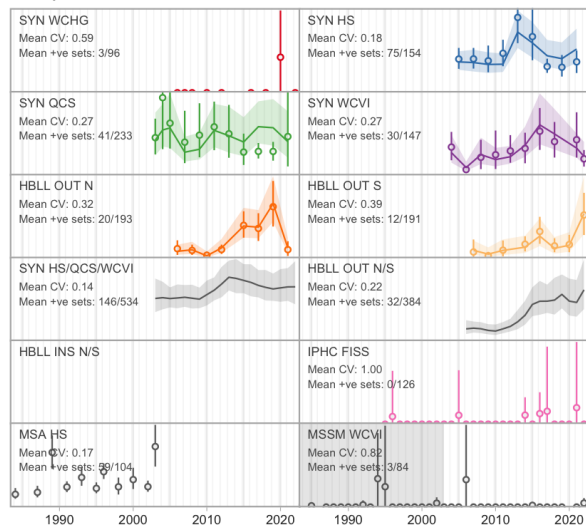 SYN WCHG
Mean CV: 0.59
Mean +ve sets: 3/96
SYN HS
Mean CV: 0.18
Mean +ve sets: 75/154
SYN QCS
Mean CV: 0.27
Mean +ve sets: 41/233
SYN WCVI
Mean CV: 0.27
Mean +ve sets: 30/147
HBLL OUT N
Mean CV: 0.32
Mean +ve sets: 20/193
HBLL OUT S
Mean CV: 0.39
Mean +ve sets: 12/191
SYN HS/QCS/WCVI
Mean CV: 0.14
Mean +ve sets: 146/534
HBLL OUT N/S
Mean CV: 0.22
Mean +ve sets: 32/384
HBLL INS N/S
IPHC FISS
Mean CV: 1.00
Mean +ve sets: 0/126
MSA HS
Mean CV: 0.17
Mean +ve sets: 59/104
MSSM WCVI
Mean CV: 0.82
Mean +ve sets: 3/84
1990 2000 2010 2020 1990 2000 2010 2020